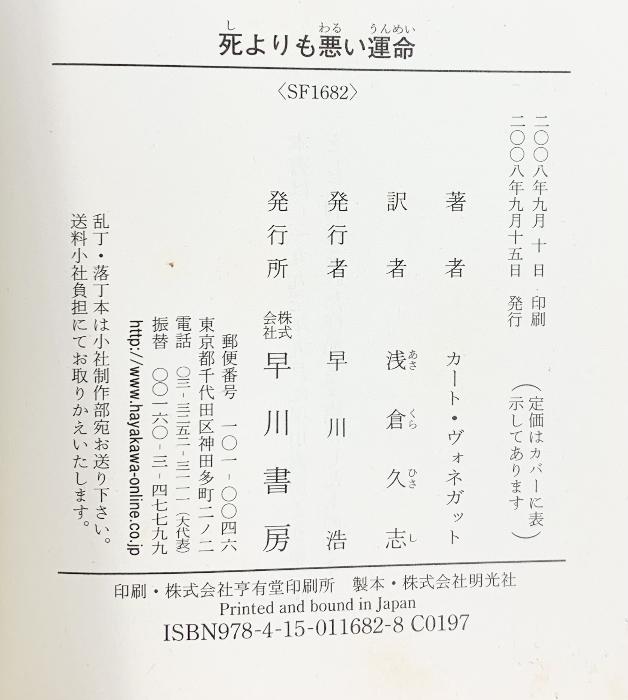 し わる うんめい
死よりも悪い運命
〈SF1682〉
二〇〇八年九月 十 日 印刷
二〇〇八年九月十五日 発行
（定価はカバーに表示してあります）
著者 カート・ヴォネガット
訳者 浅倉久志
あさ くら ひさ し
発行者 早川 浩
発行所 株式会社 早川書房
郵便番号 一〇一-〇〇四六
東京都千代田区神田多町二ノ二
電話 〇三-三二五二-三一一一（大代表）
振替 〇〇一六〇-三-四七七九九
http://www.hayakawa-online.co.jp
乱丁・落丁本は小社制作部宛お送り下さい。
送料小社負担にてお取りかえいたします。
印刷・株式会社亨有堂印刷所 製本・株式会社明光社
Printed and bound in Japan
ISBN978-4-15-011682-8 C0197